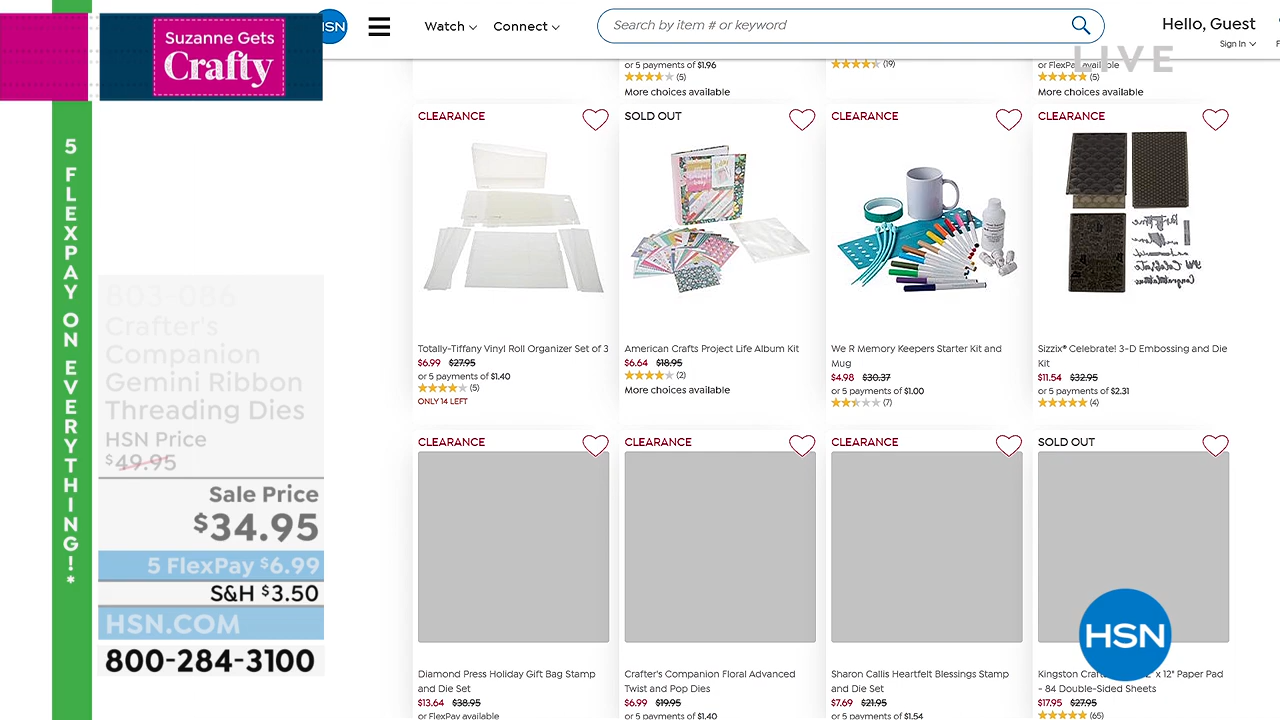 Suzanne Gets
Crafty
5 FLEXPAY ON EVERYTHING!*
803-086
Crafter's
Companion
Gemini Ribbon
Threading Dies
HSN Price
$49.95
Sale Price
$34.95
5 FlexPay $6.99
S&H $3.50
HSN.COM
800-284-3100
HSN
Watch
Connect
Search by item # or keyword
Hello, Guest
Sign In
LIVE
or 5 payments of $1.96
(5)
More choices available
(19)
or FlexPay available
(5)
More choices available
CLEARANCE
Totally-Tiffany Vinyl Roll Organizer Set of 3
$6.99 $27.95
or 5 payments of $1.40
(5)
ONLY 14 LEFT
SOLD OUT
American Crafts Project Life Album Kit
$6.64 $18.95
(2)
More choices available
CLEARANCE
We R Memory Keepers Starter Kit and
Mug
$4.98 $30.37
or 5 payments of $1.00
(7)
CLEARANCE
Sizzix® Celebrate! 3-D Embossing and Die
Kit
$11.54 $32.95
or 5 payments of $2.31
(4)
CLEARANCE
Diamond Press Holiday Gift Bag Stamp
and Die Set
$13.64 $38.95
or FlexPay available
CLEARANCE
Crafter's Companion Floral Advanced
Twist and Pop Dies
$6.99 $19.95
or 5 payments of $1.40
CLEARANCE
Sharon Callis Heartfelt Blessings Stamp
and Die Set
$7.69 $21.95
or 5 payments of $1.54
SOLD OUT
Kingston x 12" Paper Pad
- 84 Double-Sided Sheets
$17.95 $27.95
(65)
HSN